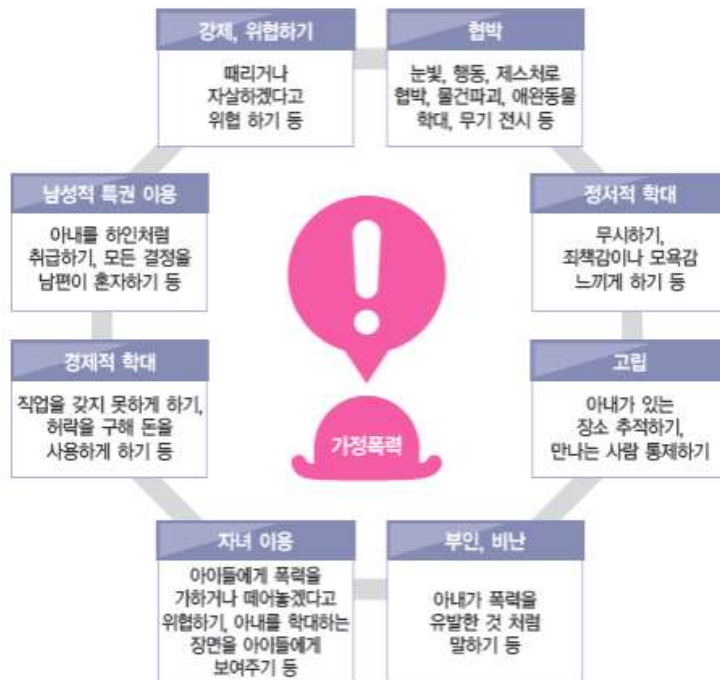 강제, 위협하기
때리거나
자살하겠다고
위협 하기 등
협박
눈빛, 행동, 제스처로
협박, 물건파괴, 애완동물
학대, 무기 전시 등
남성적 특권 이용
아내를 하인처럼
취급하기, 모든 결정을
남편이 혼자하기 등
정서적 학대
무시하기,
죄책감이나 모욕감
느끼게 하기 등
경제적 학대
직업을 갖지 못하게 하기,
허락을 구해 돈을
사용하게 하기 등
고립
아내가 있는
장소 추적하기,
만나는 사람 통제하기
가정폭력
자녀 이용
아이들에게 폭력을
가하거나 떼어놓겠다고
위협하기, 아내를 학대하는
장면을 아이들에게
보여주기 등
부인, 비난
아내가 폭력을
유발한 것 처럼
말하기 등